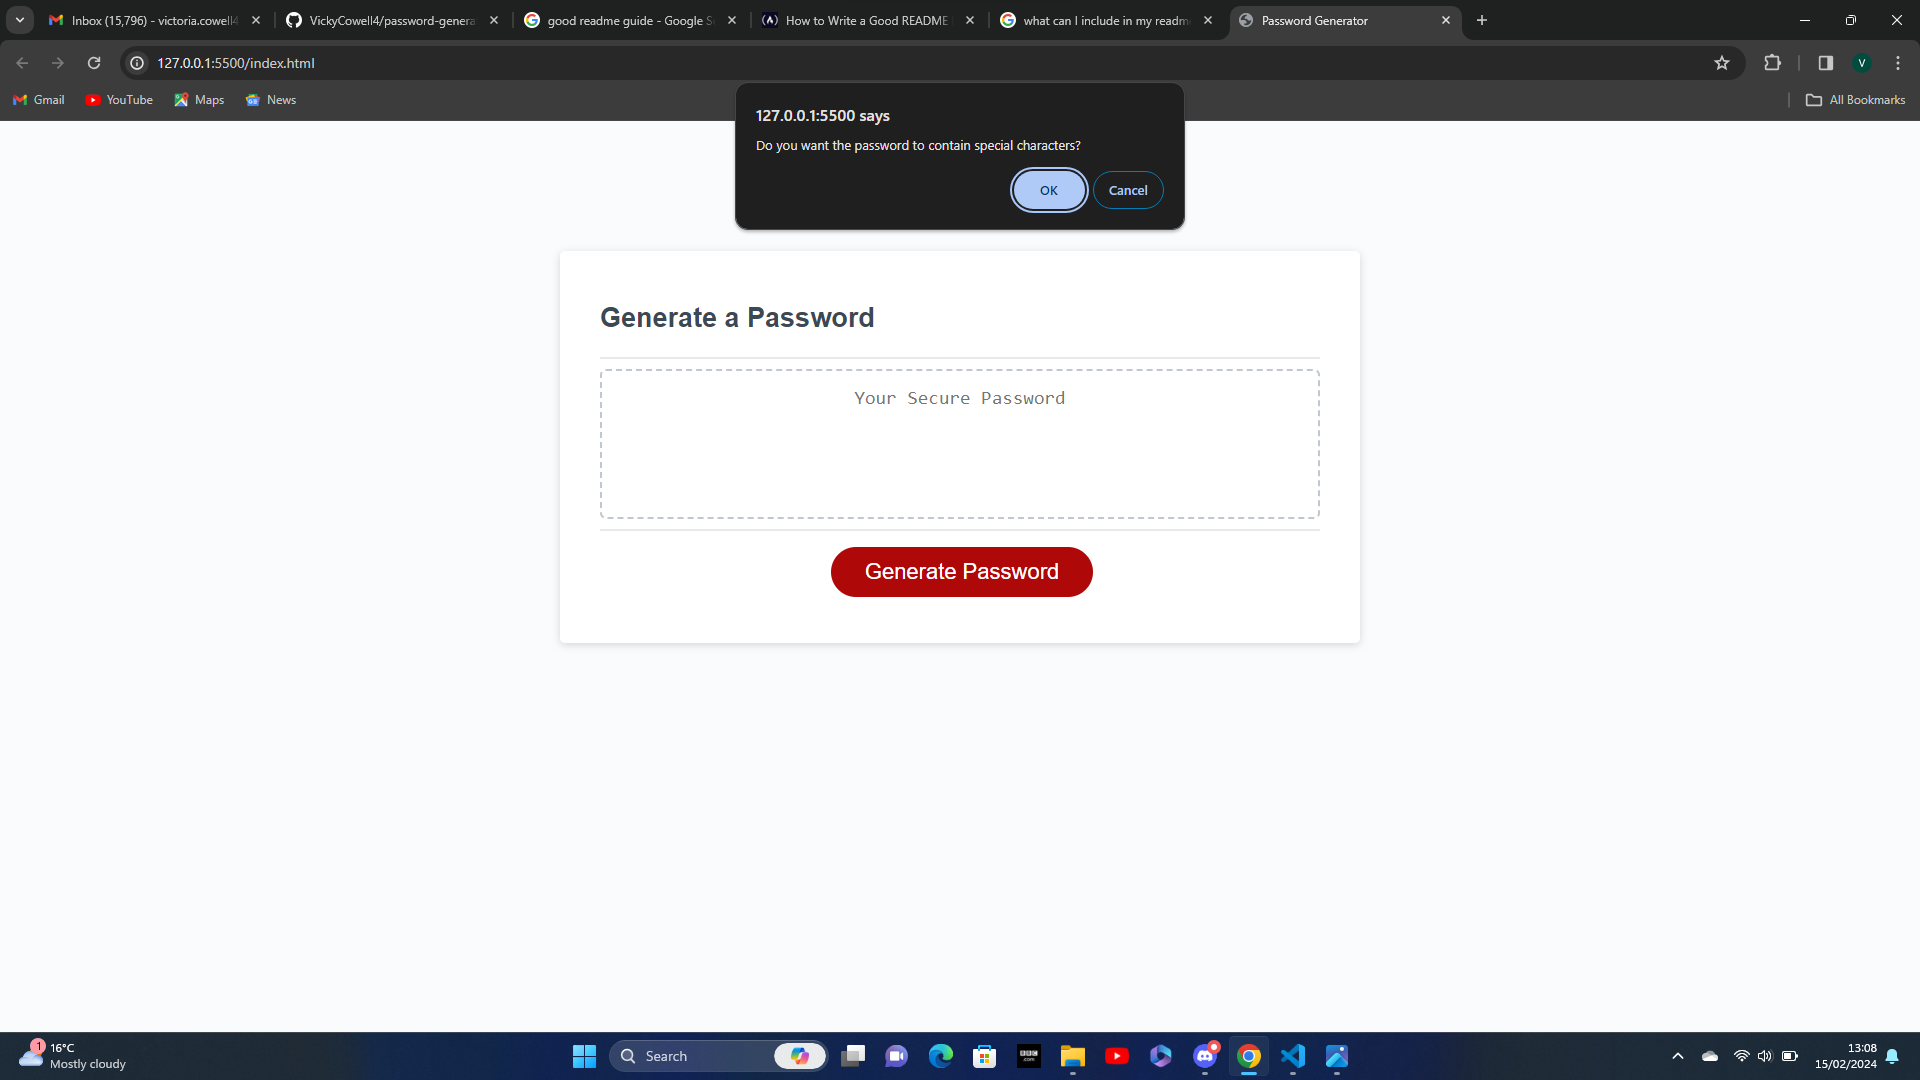 Inbox (15,796) - victoria.cowell4
VickyCowell4/password-genera
good readme guide - Google S
How to Write a Good README
what can I include in my readm
Password Generator
127.0.0.1:5500/index.html
V
Gmail
YouTube
Maps
News
All Bookmarks
127.0.0.1:5500 says
Do you want the password to contain special characters?
OK
Cancel
Generate a Password
Your Secure Password
Generate Password
1
16°C
Mostly cloudy
Search
BBC
.com
13:08
15/02/2024